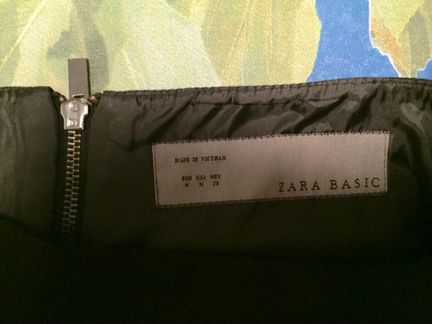 MADE IN VIETNAM
EUR USA MEX
M M 28
ZARA BASIC